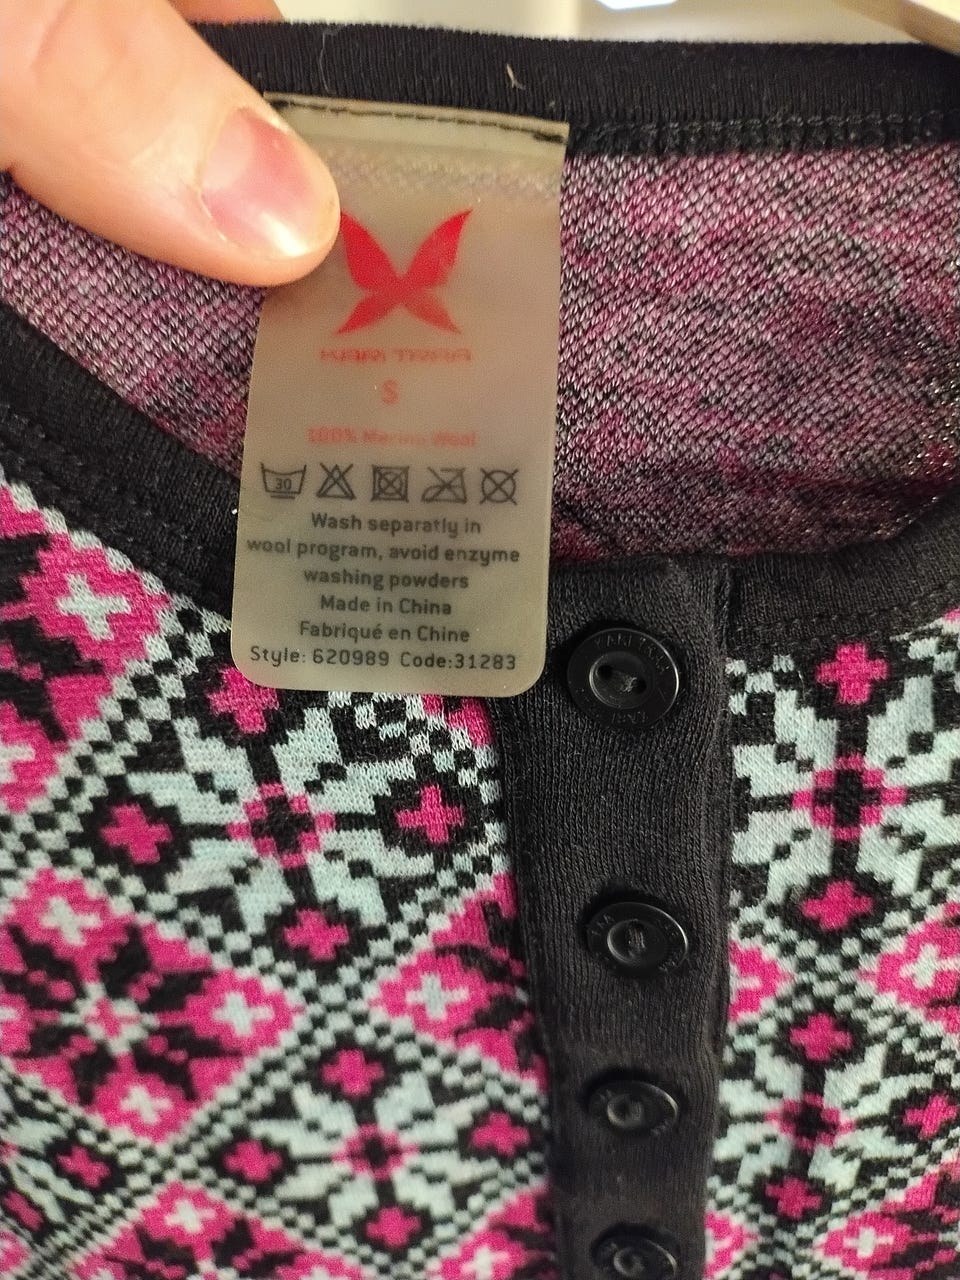 KARI TRAA
S
100% Merino Wool
30
Wash separatly in
wool program, avoid enzyme
washing powders
Made in China
Fabriqué en Chine
Style: 620989 Code:31283